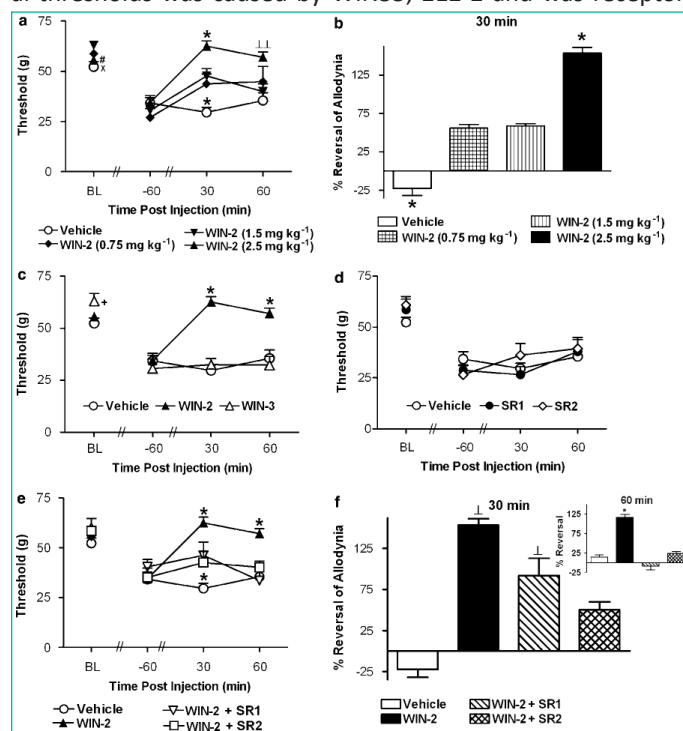 a. thresholds was caused by WIN55,212-2 and was receptor
a
Threshold (g)
75
50
25
0
#
x
*
*
⊥⊥
BL
-60
30
60
Time Post Injection (min)
Vehicle
WIN-2 (0.75 mg kg⁻¹)
WIN-2 (1.5 mg kg⁻¹)
WIN-2 (2.5 mg kg⁻¹)
b
30 min
% Reversal of Allodynia
125
75
25
-25
*
*
Vehicle
WIN-2 (0.75 mg kg⁻¹)
WIN-2 (1.5 mg kg⁻¹)
WIN-2 (2.5 mg kg⁻¹)
c
Threshold (g)
75
50
25
0
+
*
*
Vehicle WIN-2 WIN-3
BL
-60
30
60
Time Post Injection (min)
d
Threshold (g)
75
50
25
0
Vehicle SR1 SR2
BL
-60
30
60
Time Post Injection (min)
e
Threshold (g)
75
50
25
0
*
*
*
BL
-60
30
60
Time Post Injection (min)
Vehicle
WIN-2
WIN-2 + SR1
WIN-2 + SR2
f
30 min
% Reversal of Allodynia
125
75
25
-25
⊥
⊥
60 min
% Reversal
125
75
25
-25
*
Vehicle
WIN-2
WIN-2 + SR1
WIN-2 + SR2